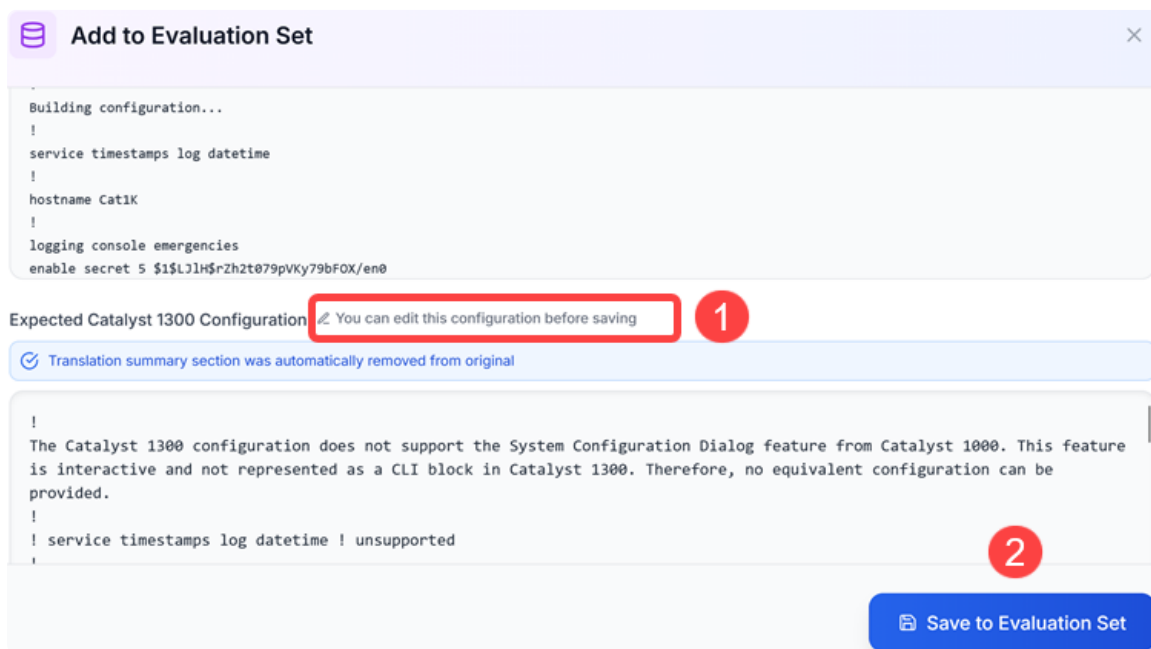 Add to Evaluation Set
Building configuration...
!
service timestamps log datetime
!
hostname Cat1K
!
logging console emergencies
enable secret 5 $1$LJlH$rZh2t079pVKy79bFOX/en0
Expected Catalyst 1300 Configuration You can edit this configuration before saving 1
Translation summary section was automatically removed from original
!
The Catalyst 1300 configuration does not support the System Configuration Dialog feature from Catalyst 1000. This feature
is interactive and not represented as a CLI block in Catalyst 1300. Therefore, no equivalent configuration can be
provided.
!
! service timestamps log datetime ! unsupported
!
2
Save to Evaluation Set